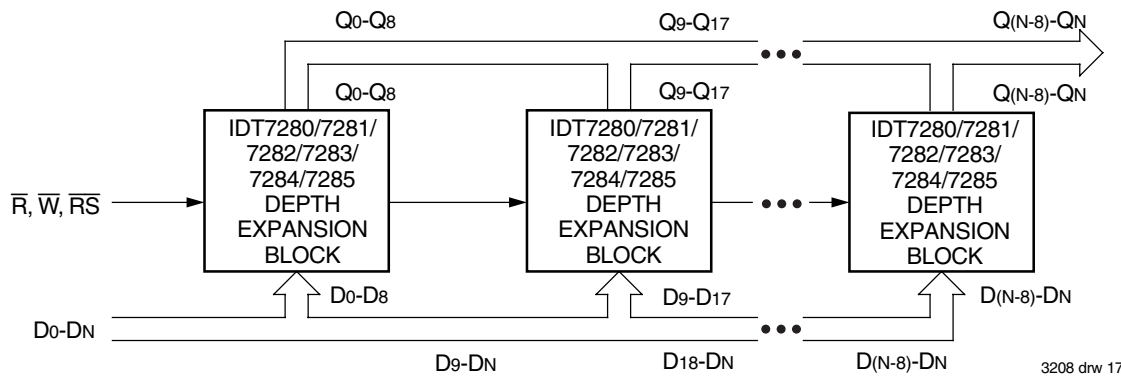 Q0-Q8 Q9-Q17 Q(N-8)-QN
Q0-Q8 Q9-Q17 Q(N-8)-QN
IDT7280/7281/
7282/7283/
7284/7285
DEPTH
EXPANSION
BLOCK
IDT7280/7281/
7282/7283/
7284/7285
DEPTH
EXPANSION
BLOCK
IDT7280/7281/
7282/7283/
7284/7285
DEPTH
EXPANSION
BLOCK
R̅, W̅, R̅S̅
D0-D8 D9-D17 D(N-8)-DN
D0-DN
D9-DN D18-DN D(N-8)-DN
3208 drw 17